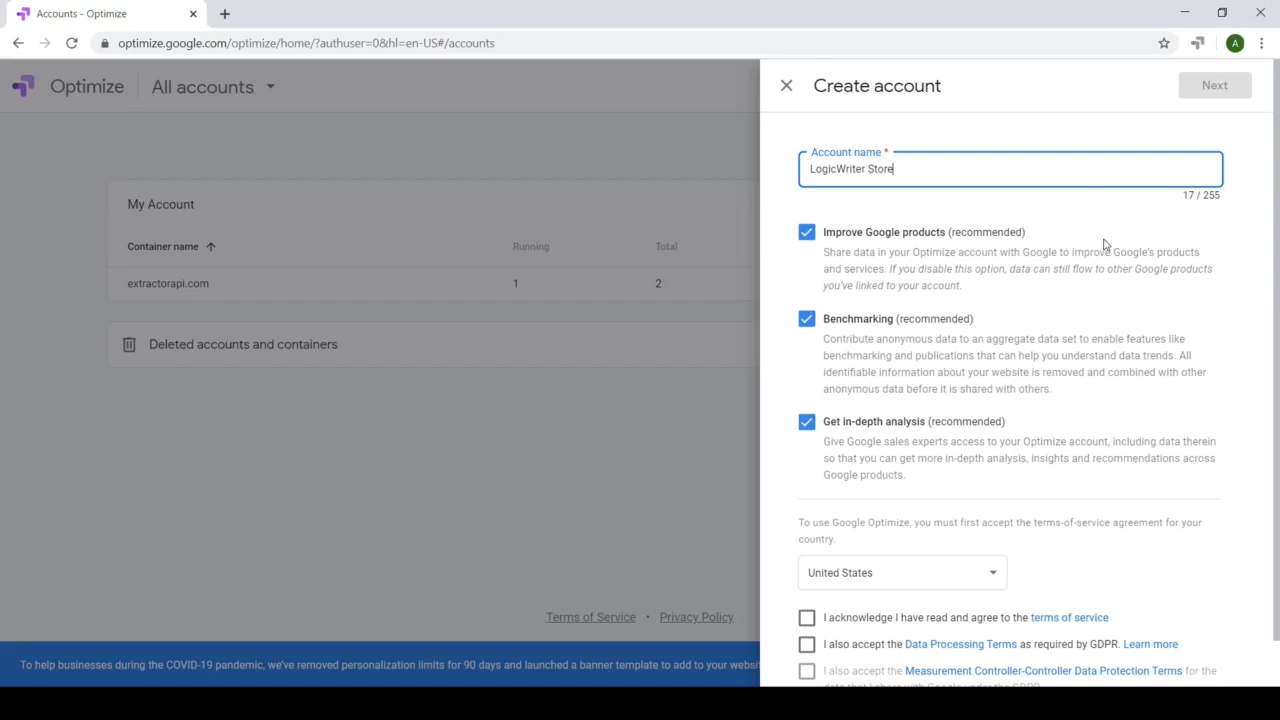 Accounts - Optimize
optimize.google.com/optimize/home/?authuser=0&hl=en-US#/accounts
A
Optimize
All accounts
Create account
Next
Account name *
LogicWriter Store
17 / 255
My Account
Container name
Running
Total
extractorapi.com
1
2
Deleted accounts and containers
Improve Google products (recommended)
Share data in your Optimize account with Google to improve Google's products
and services. If you disable this option, data can still flow to other Google products
you've linked to your account.
Benchmarking (recommended)
Contribute anonymous data to an aggregate data set to enable features like
benchmarking and publications that can help you understand data trends. All
identifiable information about your website is removed and combined with other
anonymous data before it is shared with others.
Get in-depth analysis (recommended)
Give Google sales experts access to your Optimize account, including data therein
so that you can get more in-depth analysis, insights and recommendations across
Google products.
To use Google Optimize, you must first accept the terms-of-service agreement for your
country.
United States
I acknowledge I have read and agree to the terms of service
I also accept the Data Processing Terms as required by GDPR. Learn more
I also accept the Measurement Controller-Controller Data Protection Terms for the
data that I share with Google under the GDPR.
Terms of Service • Privacy Policy
To help businesses during the COVID-19 pandemic, we've removed personalization limits for 90 days and launched a banner template to add to your websi